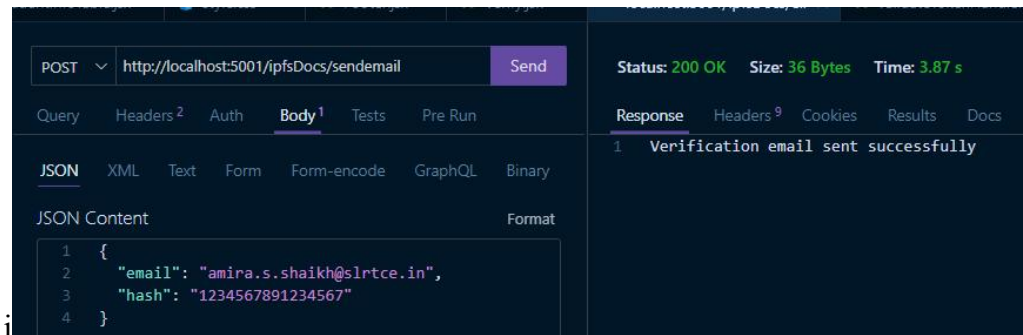 POST http://localhost:5001/ipfsDocs/sendemail Send
Query Headers 2 Auth Body 1 Tests Pre Run
JSON XML Text Form Form-encode GraphQL Binary
JSON Content Format
1 {
2 "email": "amira.s.shaikh@slrtce.in",
3 "hash": "1234567891234567"
4 }
Status: 200 OK Size: 36 Bytes Time: 3.87 s
Response Headers 9 Cookies Results Docs
1 Verification email sent successfully
i